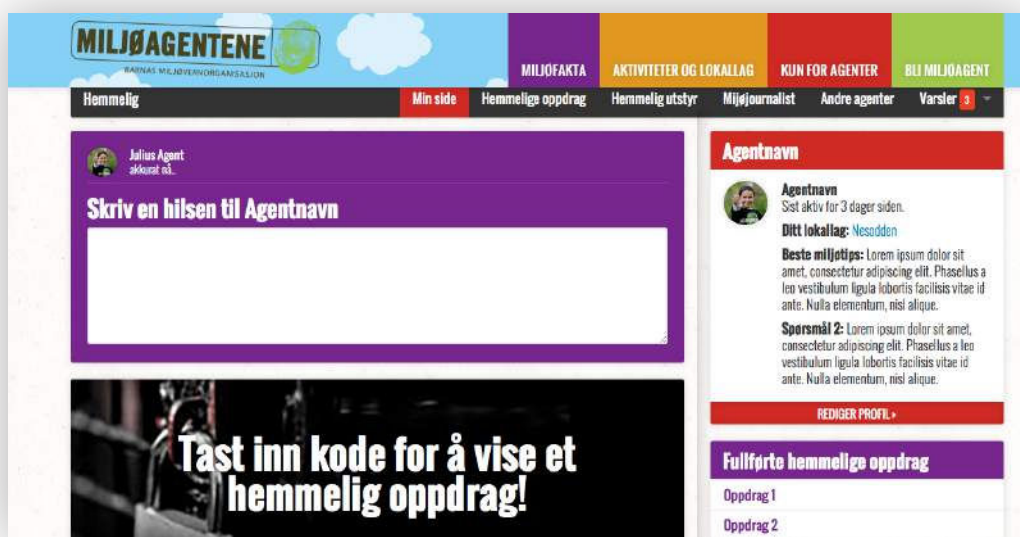 MILJØAGENTENE
BARNAS MILJØVERNORGANISASJON
MILJØFAKTA
AKTIVITETER OG LOKALLAG
KUN FOR AGENTER
BLI MILJØAGENT
Hemmelig
Min side
Hemmelige oppdrag
Hemmelig utstyr
Miljøjournalist
Andre agenter
Varsler 3
Julius Agent
akkurat nå..
Skriv en hilsen til Agentnavn
Tast inn kode for å vise et
hemmelig oppdrag!
Agentnavn
Agentnavn
Sist aktiv for 3 dager siden.
Ditt lokallag: Nesodden
Beste miljøtips: Lorem ipsum dolor sit
amet, consectetur adipiscing elit. Phasellus a
leo vestibulum ligula lobortis facilisis vitae id
ante. Nulla elementum, nisl alique.
Spørsmål 2: Lorem ipsum dolor sit amet,
consectetur adipiscing elit. Phasellus a leo
vestibulum ligula lobortis facilisis vitae id
ante. Nulla elementum, nisl alique.
REDIGER PROFIL »
Fullførte hemmelige oppdrag
Oppdrag 1
Oppdrag 2